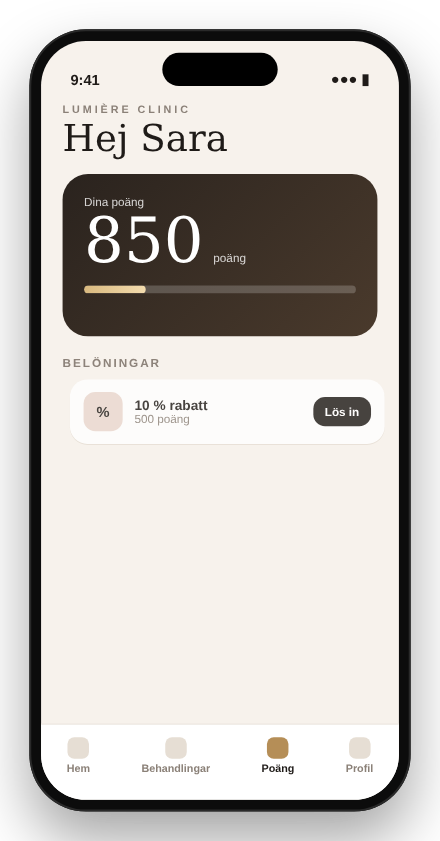 9:41
LUMIÈRE CLINIC
Hej Sara
Dina poäng
850 poäng
BELÖNINGAR
%
10 % rabatt
500 poäng
Lös in
Hem
Behandlingar
Poäng
Profil